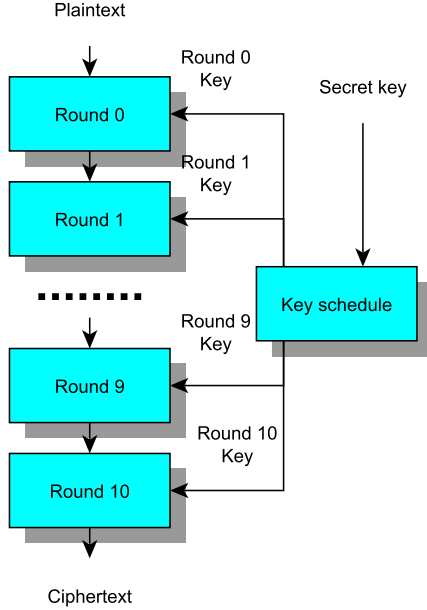 Plaintext
Round 0
Key
Secret key
Round 0
Round 1
Key
Round 1
Key schedule
Round 9
Key
Round 9
Round 10
Key
Round 10
Ciphertext